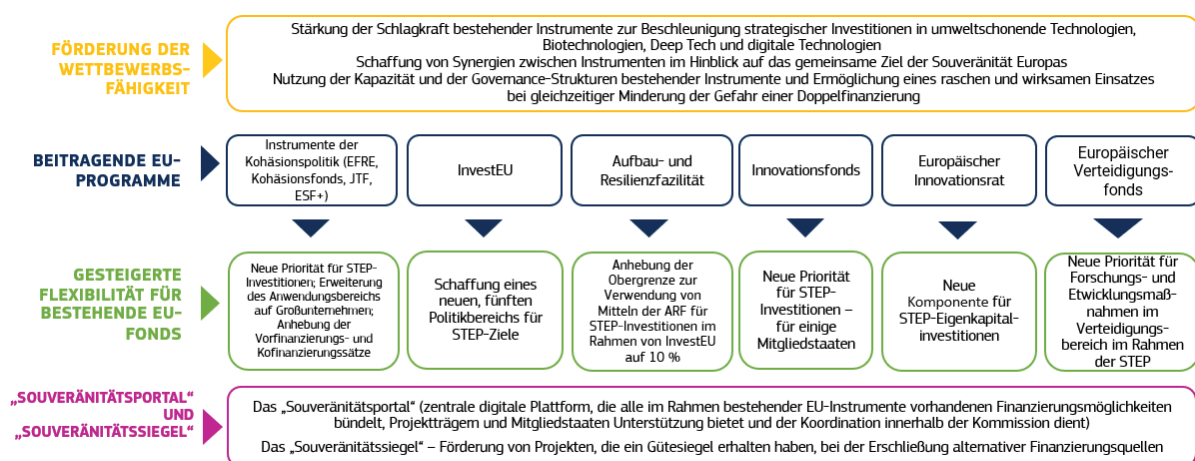 FÖRDERUNG DER
WETTBEWERBS-
FÄHIGKEIT
Stärkung der Schlagkraft bestehender Instrumente zur Beschleunigung strategischer Investitionen in umweltschonende Technologien,
Biotechnologien, Deep Tech und digitale Technologien
Schaffung von Synergien zwischen Instrumenten im Hinblick auf das gemeinsame Ziel der Souveränität Europas
Nutzung der Kapazität und der Governance-Strukturen bestehender Instrumente und Ermöglichung eines raschen und wirksamen Einsatzes
bei gleichzeitiger Minderung der Gefahr einer Doppelfinanzierung
BEITRAGENDE EU-
PROGRAMME
Instrumente der
Kohäsionspolitik (EFRE,
Kohäsionsfonds, JTF,
ESF+)
InvestEU
Aufbau- und
Resilienzfazilität
Innovationsfonds
Europäischer
Innovationsrat
Europäischer
Verteidigungs-
fonds
GESTEIGERTE
FLEXIBILITÄT FÜR
BESTEHENDE EU-
FONDS
Neue Priorität für STEP-
Investitionen; Erweiterung
des Anwendungsbereichs
auf Großunternehmen;
Anhebung der
Vorfinanzierungs- und
Kofinanzierungssätze
Schaffung eines
neuen, fünften
Politikbereichs für
STEP-Ziele
Anhebung der
Obergrenze zur
Verwendung von
Mitteln der ARF für
STEP-Investitionen im
Rahmen von InvestEU
auf 10 %
Neue Priorität
für STEP-
Investitionen –
für einige
Mitgliedstaaten
Neue
Komponente für
STEP-Eigenkapital-
investitionen
Neue Priorität für
Forschungs- und
Etwicklungsmaß-
nahmen im
Verteidigungs-
bereich im Rahmen
der STEP
„SOUVERÄNITÄTSPORTAL“
UND
„SOUVERÄNITÄTSSIEGEL“
Das „Souveränitätsportal“ (zentrale digitale Plattform, die alle im Rahmen bestehender EU-Instrumente vorhandenen Finanzierungsmöglichkeiten
bündelt, Projektträgern und Mitgliedstaaten Unterstützung bietet und der Koordination innerhalb der Kommission dient)
Das „Souveränitätssiegel“ – Förderung von Projekten, die ein Gütesiegel erhalten haben, bei der Erschließung alternativer Finanzierungsquellen